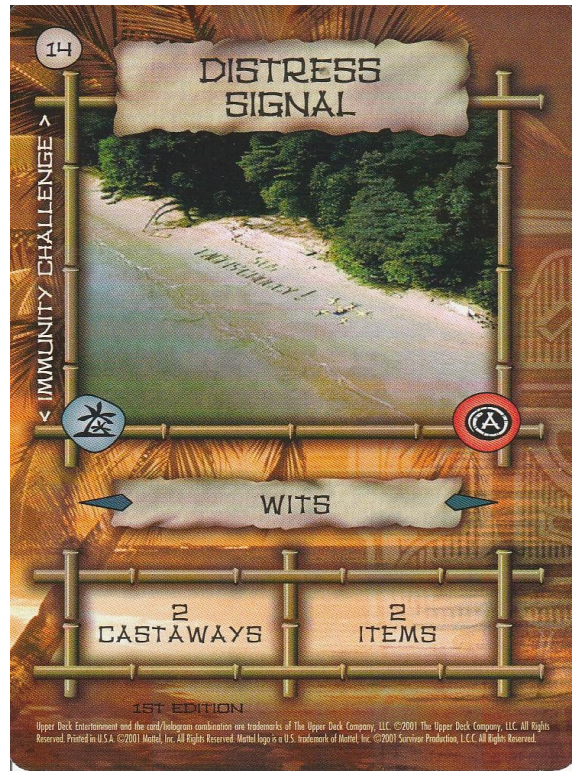 14
DISTRESS
SIGNAL
< IMMUNITY CHALLENGE >
SOS
A
WITS
2
CASTAWAYS
2
ITEMS
1ST EDITION
Upper Deck Entertainment and the card/hologram combination are trademarks of The Upper Deck Company, LLC. ©2001 The Upper Deck Company, LLC. All Rights
Reserved. Printed in U.S.A. ©2001 Mattel, Inc. All Rights Reserved. Mattel logo is a U.S. trademark of Mattel, Inc. ©2001 Survivor Production, L.C.C. All Rights Reserved.